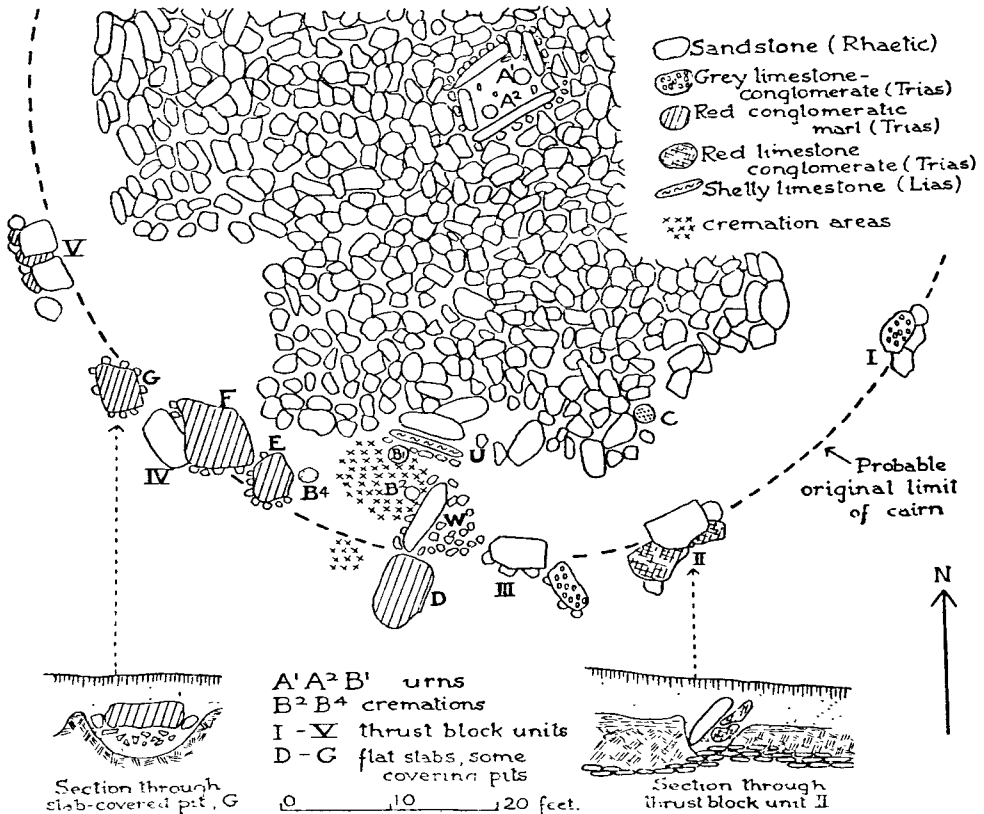 Sandstone (Rhaetic)
Grey limestone-
conglomerate (Trias)
Red conglomeratic
marl (Trias)
Red limestone
conglomerate (Trias)
Shelly limestone (Lias)
cremation areas
A¹
A²
V
G
F
E
IV
B⁴
B¹
B²
U
W
C
I
D
III
II
Probable
original limit
of cairn
N
A¹ A² B¹ urns
B² B⁴ cremations
I - V thrust block units
D - G flat slabs, some
covering pits
0 10 20 feet.
Section through
slab-covered pit, G
Section through
thrust block unit II